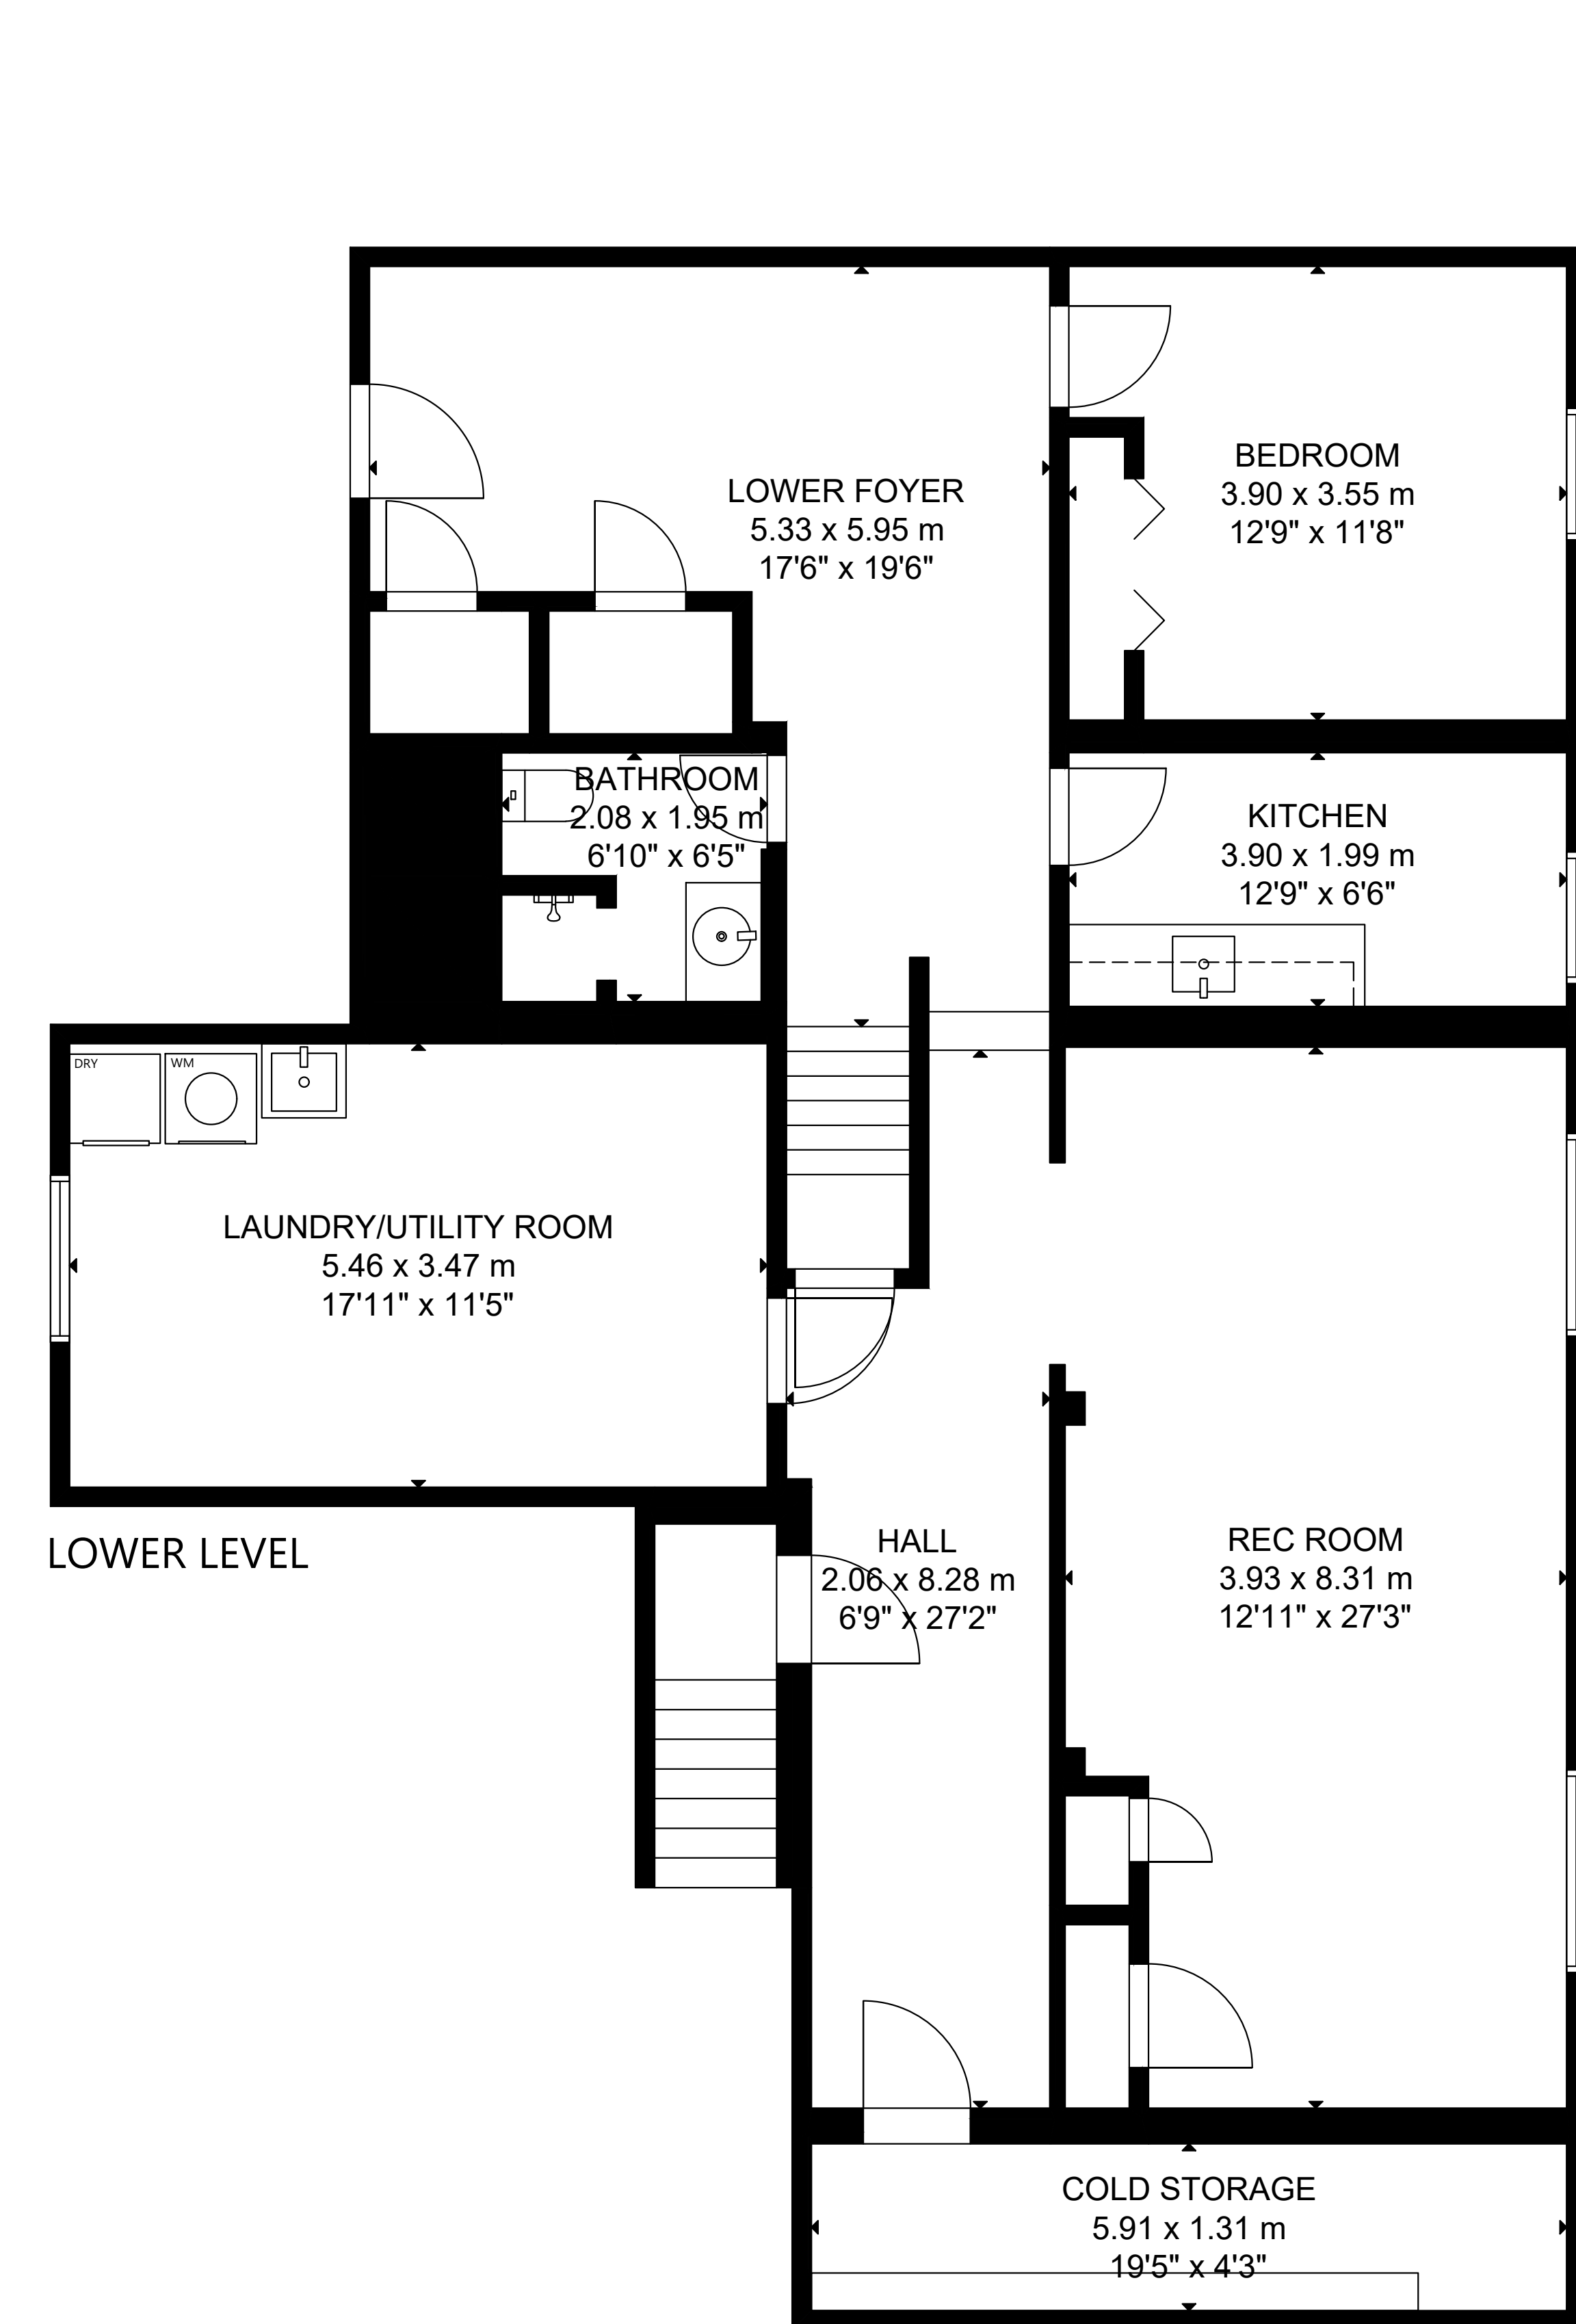 LOWER FOYER
5.33 x 5.95 m
17'6" x 19'6"
BEDROOM
3.90 x 3.55 m
12'9" x 11'8"
BATHROOM
2.08 x 1.95 m
6'10" x 6'5"
KITCHEN
3.90 x 1.99 m
12'9" x 6'6"
DRY
WM
LAUNDRY/UTILITY ROOM
5.46 x 3.47 m
17'11" x 11'5"
LOWER LEVEL
HALL
2.06 x 8.28 m
6'9" x 27'2"
REC ROOM
3.93 x 8.31 m
12'11" x 27'3"
COLD STORAGE
5.91 x 1.31 m
19'5" x 4'3"